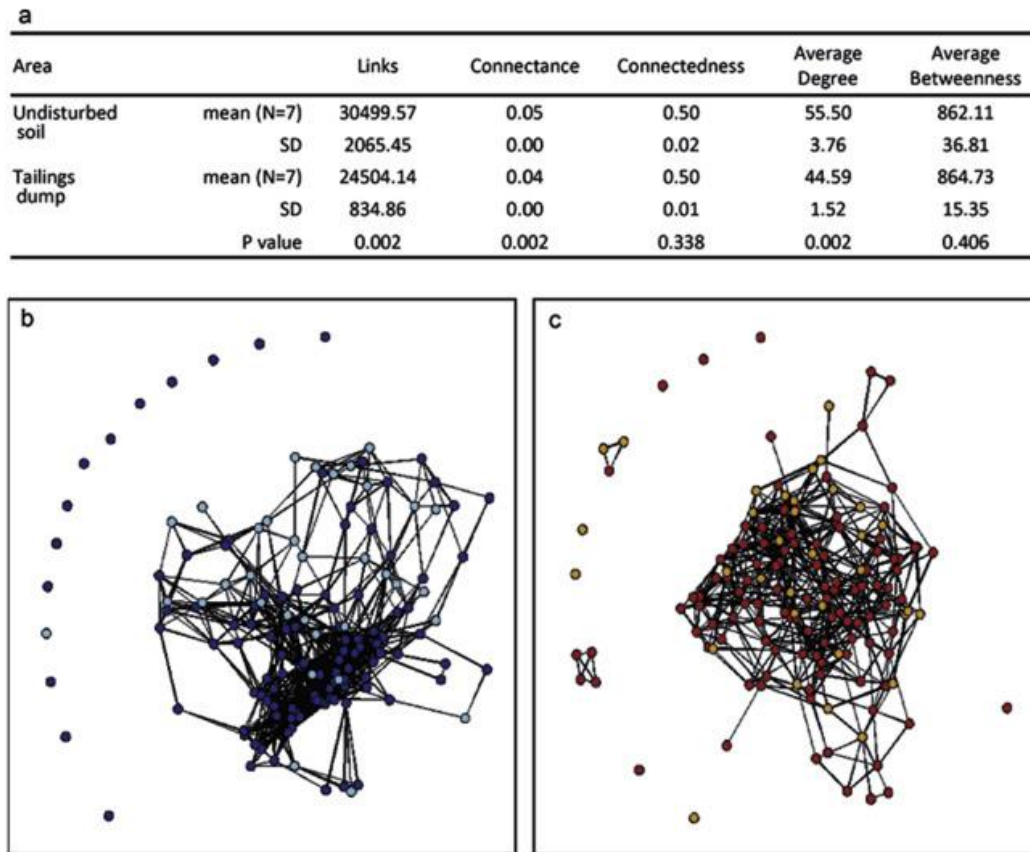 a
Area Links Connectance Connectedness Average Degree Average Betweenness
Undisturbed soil mean (N=7) 30499.57 0.05 0.50 55.50 862.11
SD 2065.45 0.00 0.02 3.76 36.81
Tailings dump mean (N=7) 24504.14 0.04 0.50 44.59 864.73
SD 834.86 0.00 0.01 1.52 15.35
P value 0.002 0.002 0.338 0.002 0.406
b
c